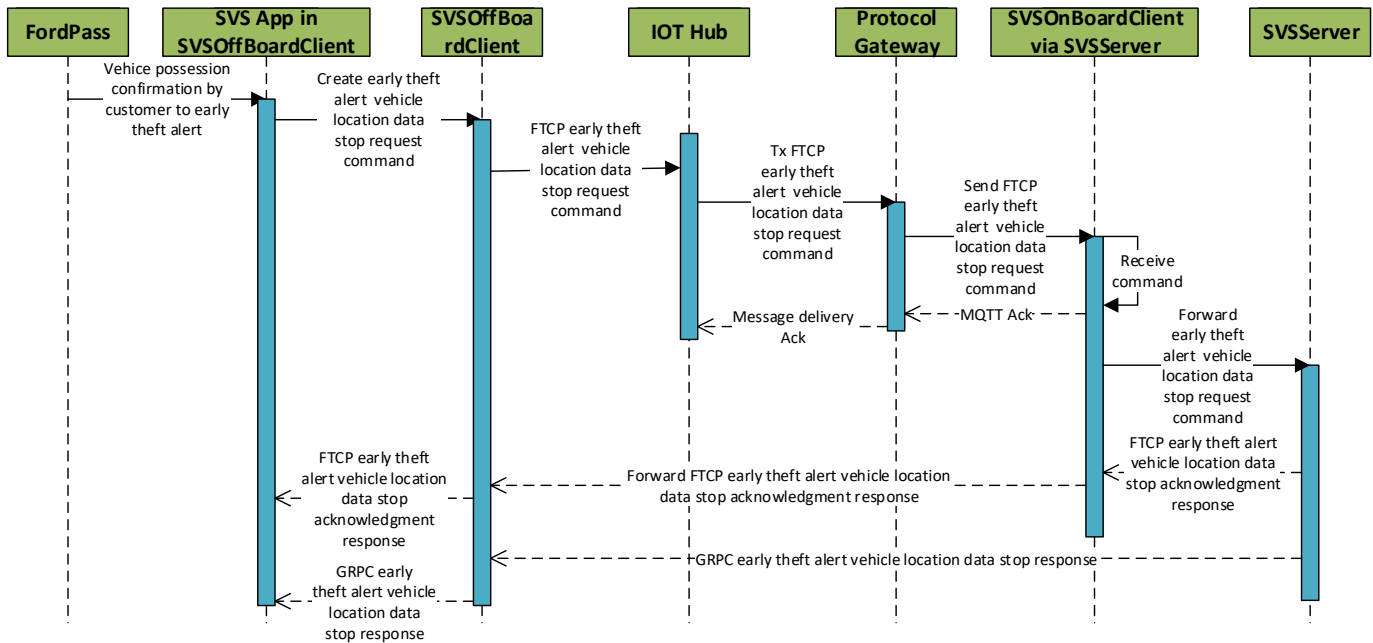 FordPass
SVS App in
SVSOffBoardClient
SVSOffBoa
rdClient
IOT Hub
Protocol
Gateway
SVSOnBoardClient
via SVSServer
SVSServer
Vehice possession
confirmation by
customer to early
theft alert
Create early theft
alert vehicle
location data
stop request
command
FTCP early theft
alert vehicle
location data
stop request
command
Tx FTCP
early theft
alert vehicle
location data
stop request
command
Send FTCP
early theft
alert vehicle
location data
stop request
command
Receive
command
MQTT Ack
Message delivery
Ack
Forward
early theft
alert vehicle
location data
stop request
command
FTCP early theft alert
vehicle location data
stop acknowledgment
response
Forward FTCP early theft alert vehicle location
data stop acknowledgment response
FTCP early theft
alert vehicle location
data stop
acknowledgment
response
GRPC early theft alert vehicle location data stop response
GRPC early
theft alert vehicle
location data
stop response